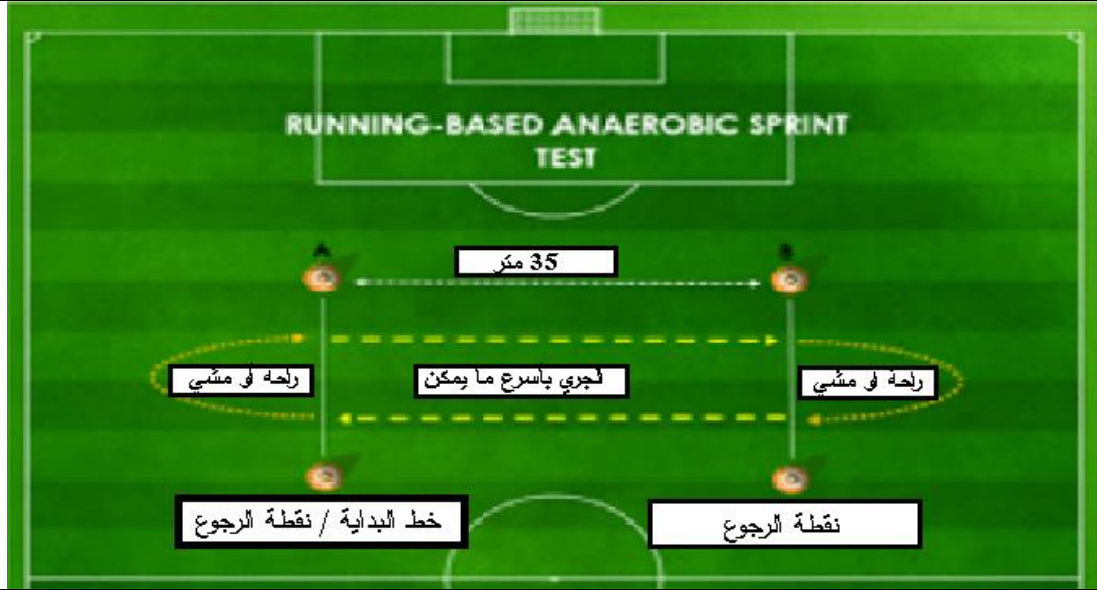 RUNNING-BASED ANAEROBIC SPRINT
TEST
A
B
35 متر
راحة أو مشي
الجري بأسرع ما يمكن
راحة أو مشي
خط البداية / نقطة الرجوع
نقطة الرجوع